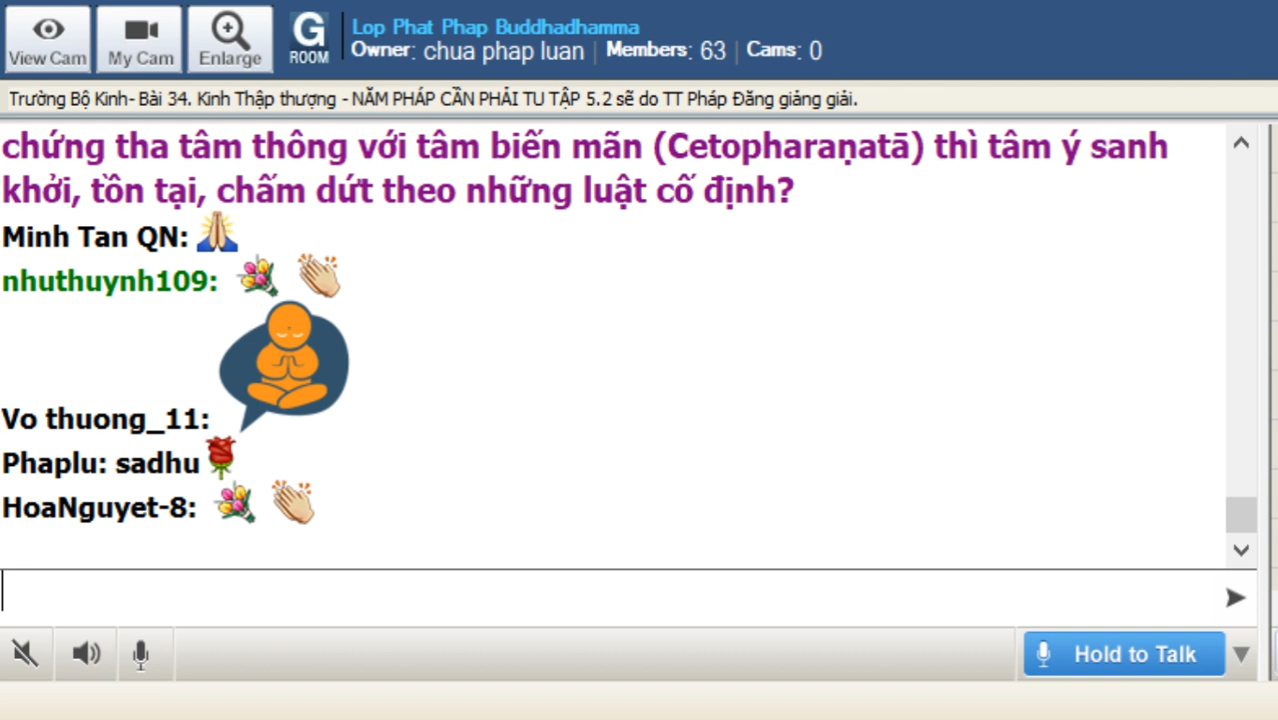 View Cam
My Cam
Enlarge
G
ROOM
Lop Phat Phap Buddhadhamma
Owner: chua phap luan | Members: 63 | Cams: 0
Trường Bộ Kinh- Bài 34. Kinh Thập thượng - NĂM PHÁP CẦN PHẢI TU TẬP 5.2 sẽ do TT Pháp Đăng giảng giải.
chứng tha tâm thông với tâm biến mãn (Cetopharaṇatā) thì tâm ý sanh
khởi, tồn tại, chấm dứt theo những luật cố định?
Minh Tan QN:
nhuthuynh109:
Vo thuong_11:
Phaplu: sadhu
HoaNguyet-8:
Hold to Talk